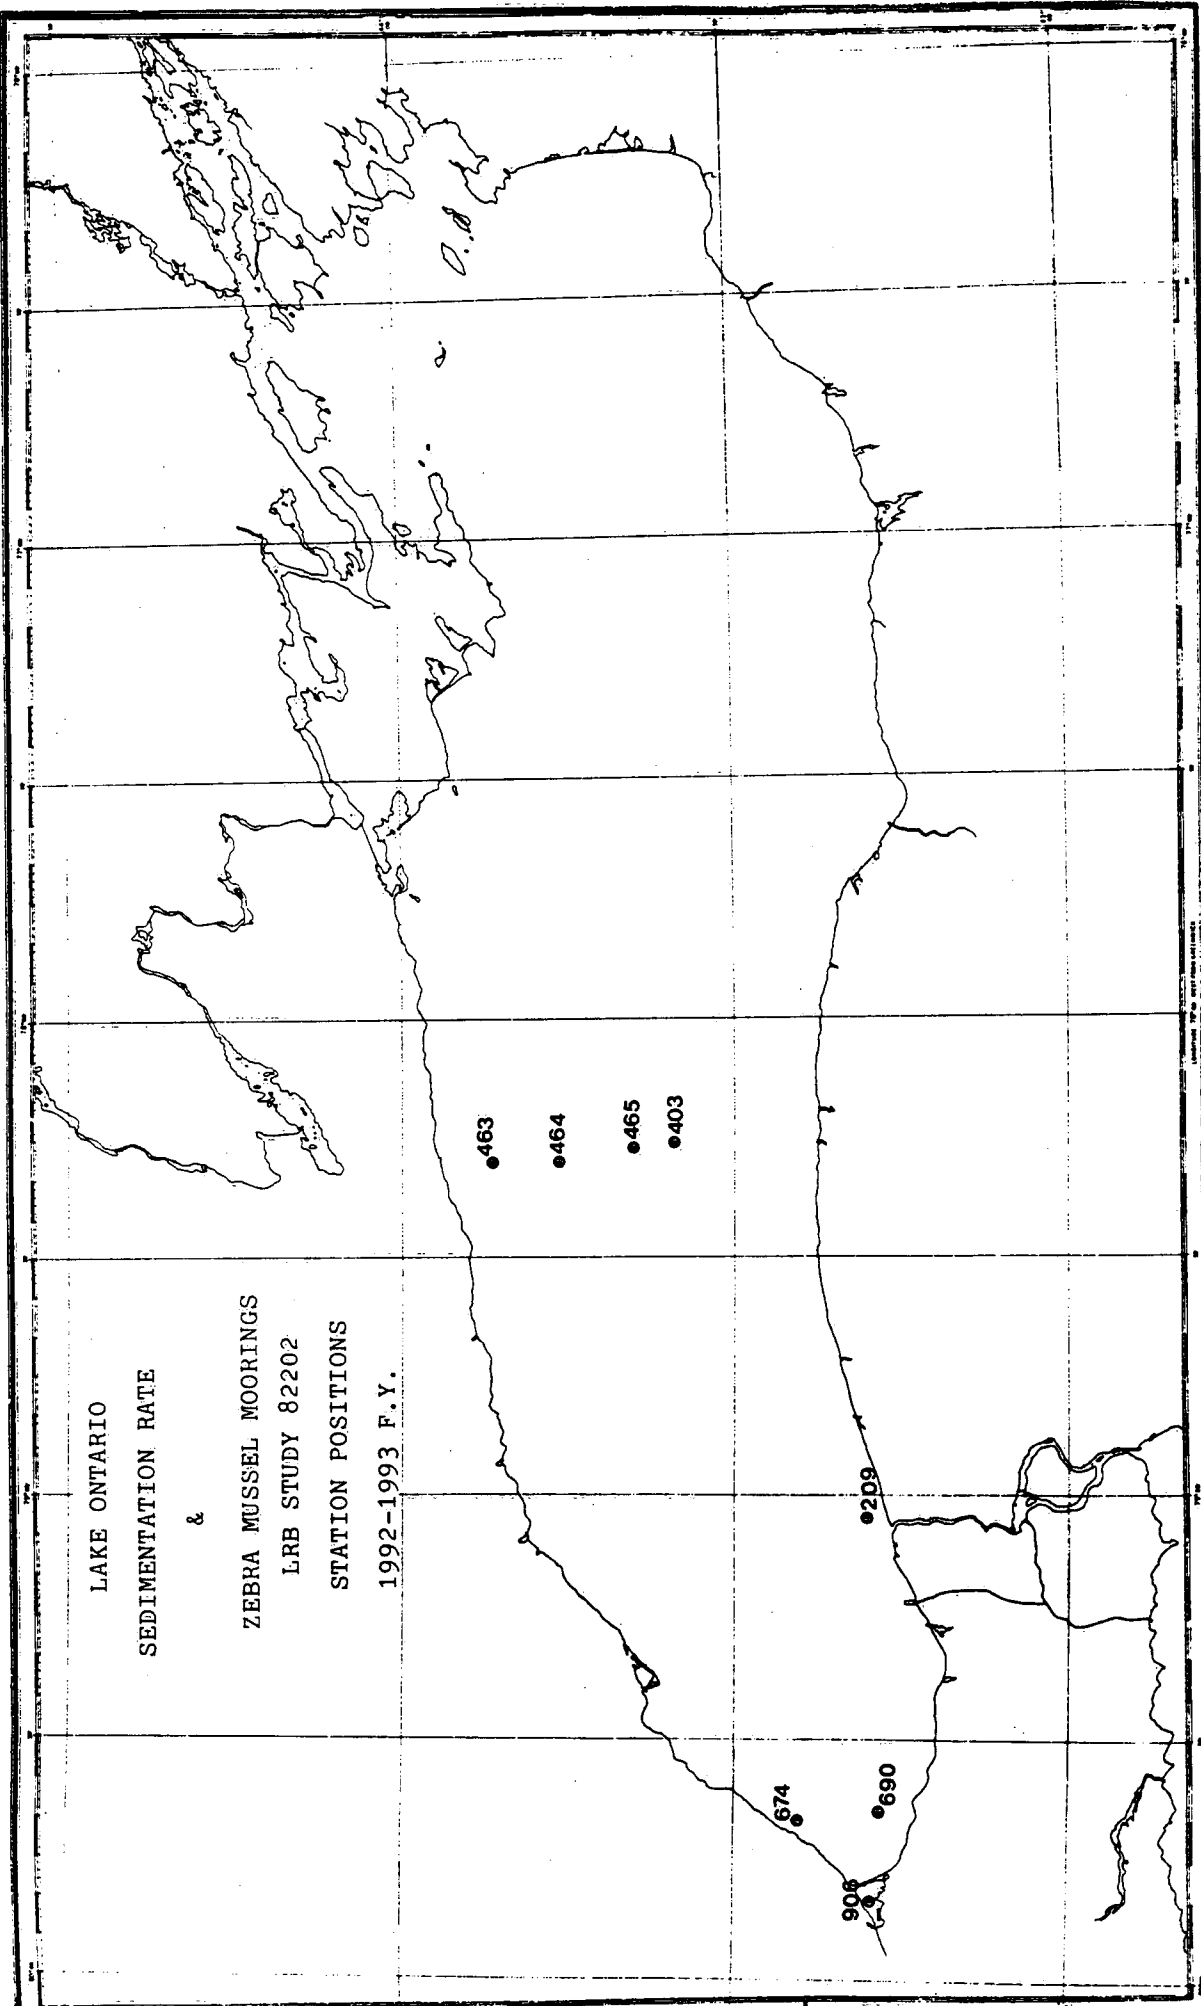 LAKE ONTARIO
SEDIMENTATION RATE
&
ZEBRA MUSSEL MOORINGS
LRB STUDY 82202
STATION POSITIONS
1992-1993 F.Y.
463
464
465
403
209
674
690
906